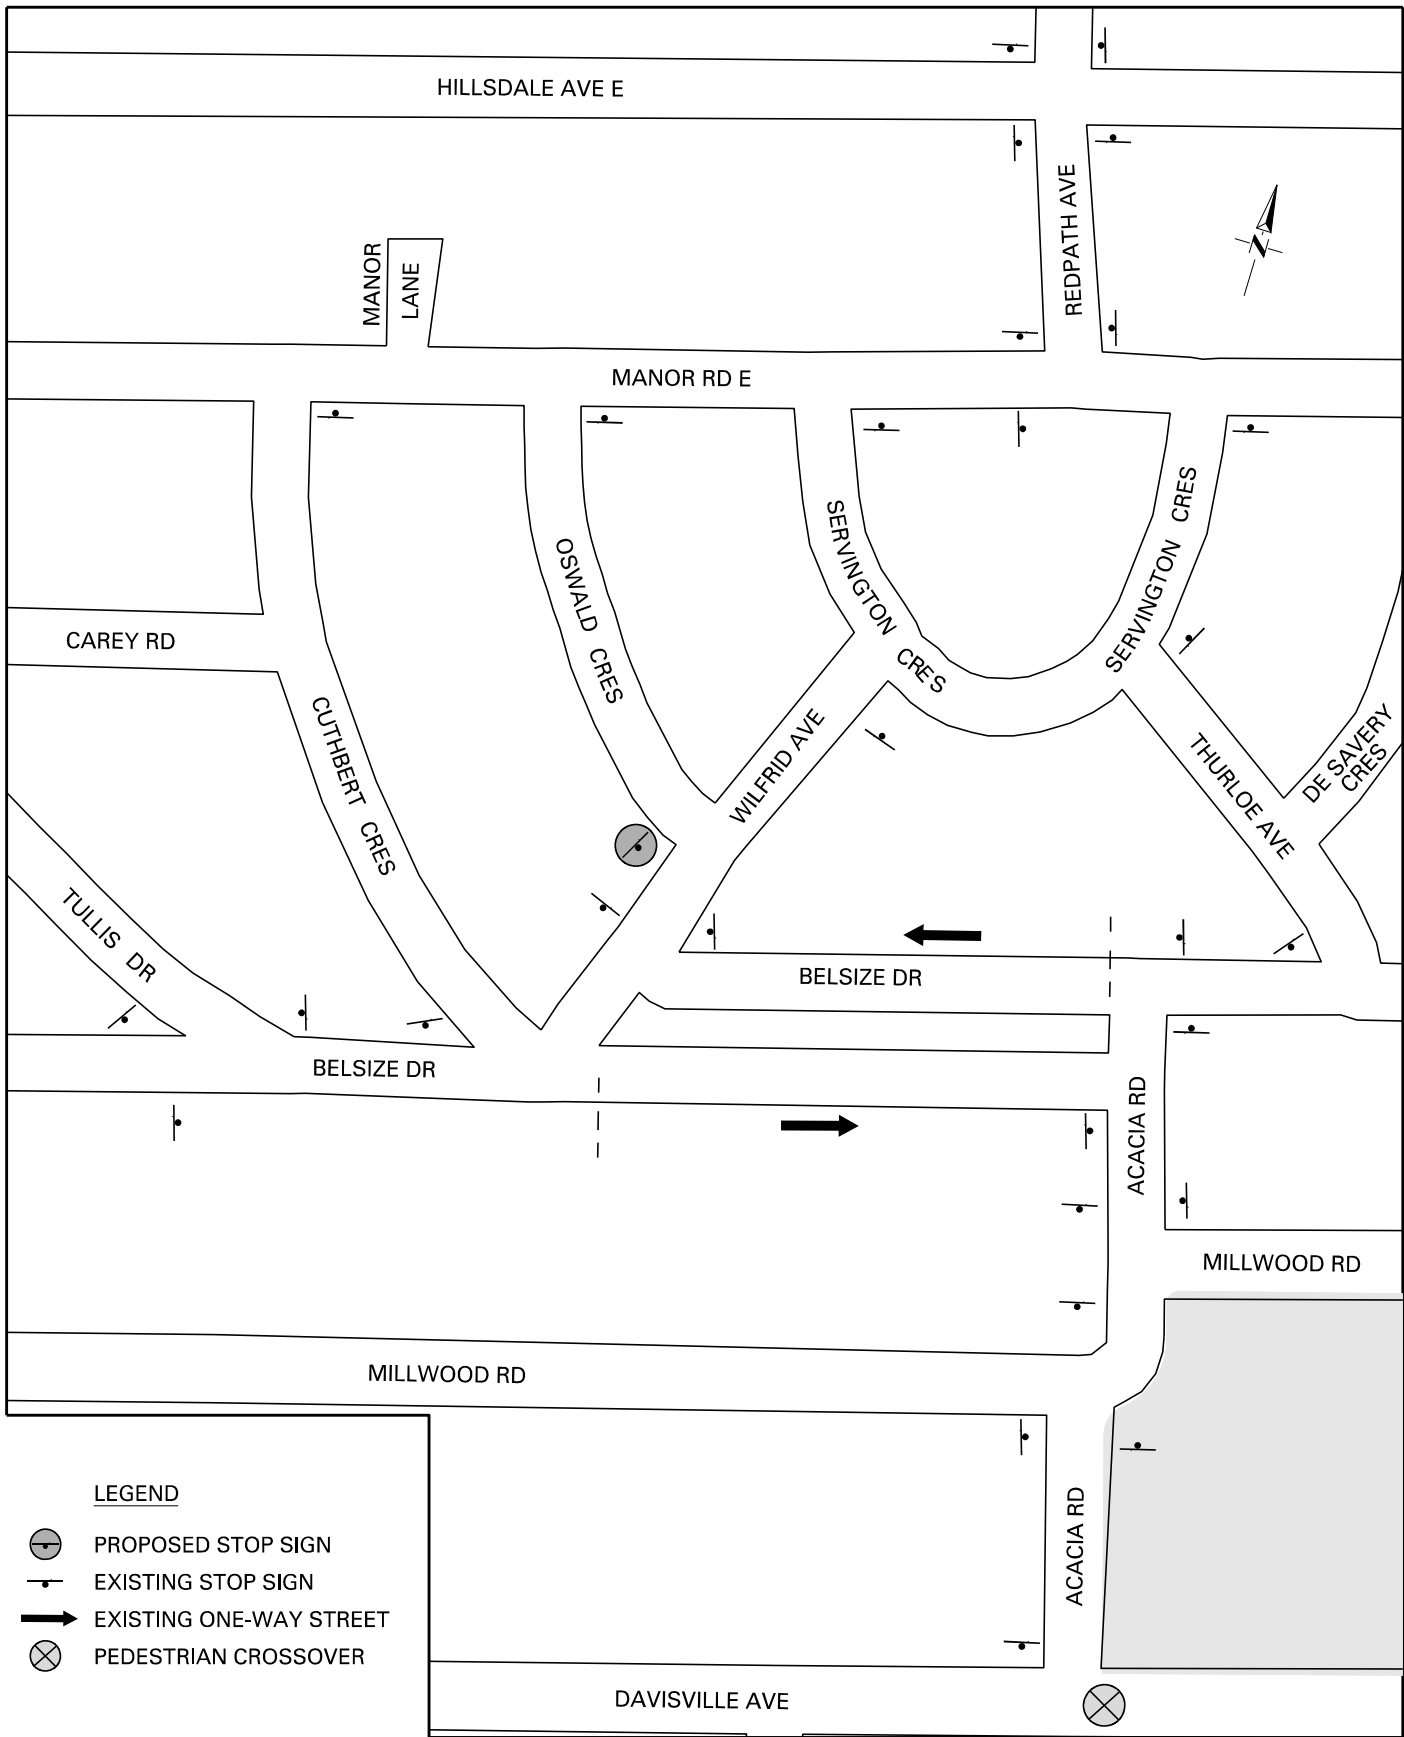 HILLSDALE AVE E
REDPATH AVE
N
MANOR
LANE
MANOR RD E
SERVINGTON CRES
SERVINGTON CRES
OSWALD CRES
CAREY RD
CUTHBERT CRES
WILFRID AVE
THURLOE AVE
DE SAVERY
CRES
TULLIS DR
BELSIZE DR
BELSIZE DR
ACACIA RD
MILLWOOD RD
MILLWOOD RD
ACACIA RD
DAVISVILLE AVE
LEGEND
PROPOSED STOP SIGN
EXISTING STOP SIGN
EXISTING ONE-WAY STREET
PEDESTRIAN CROSSOVER